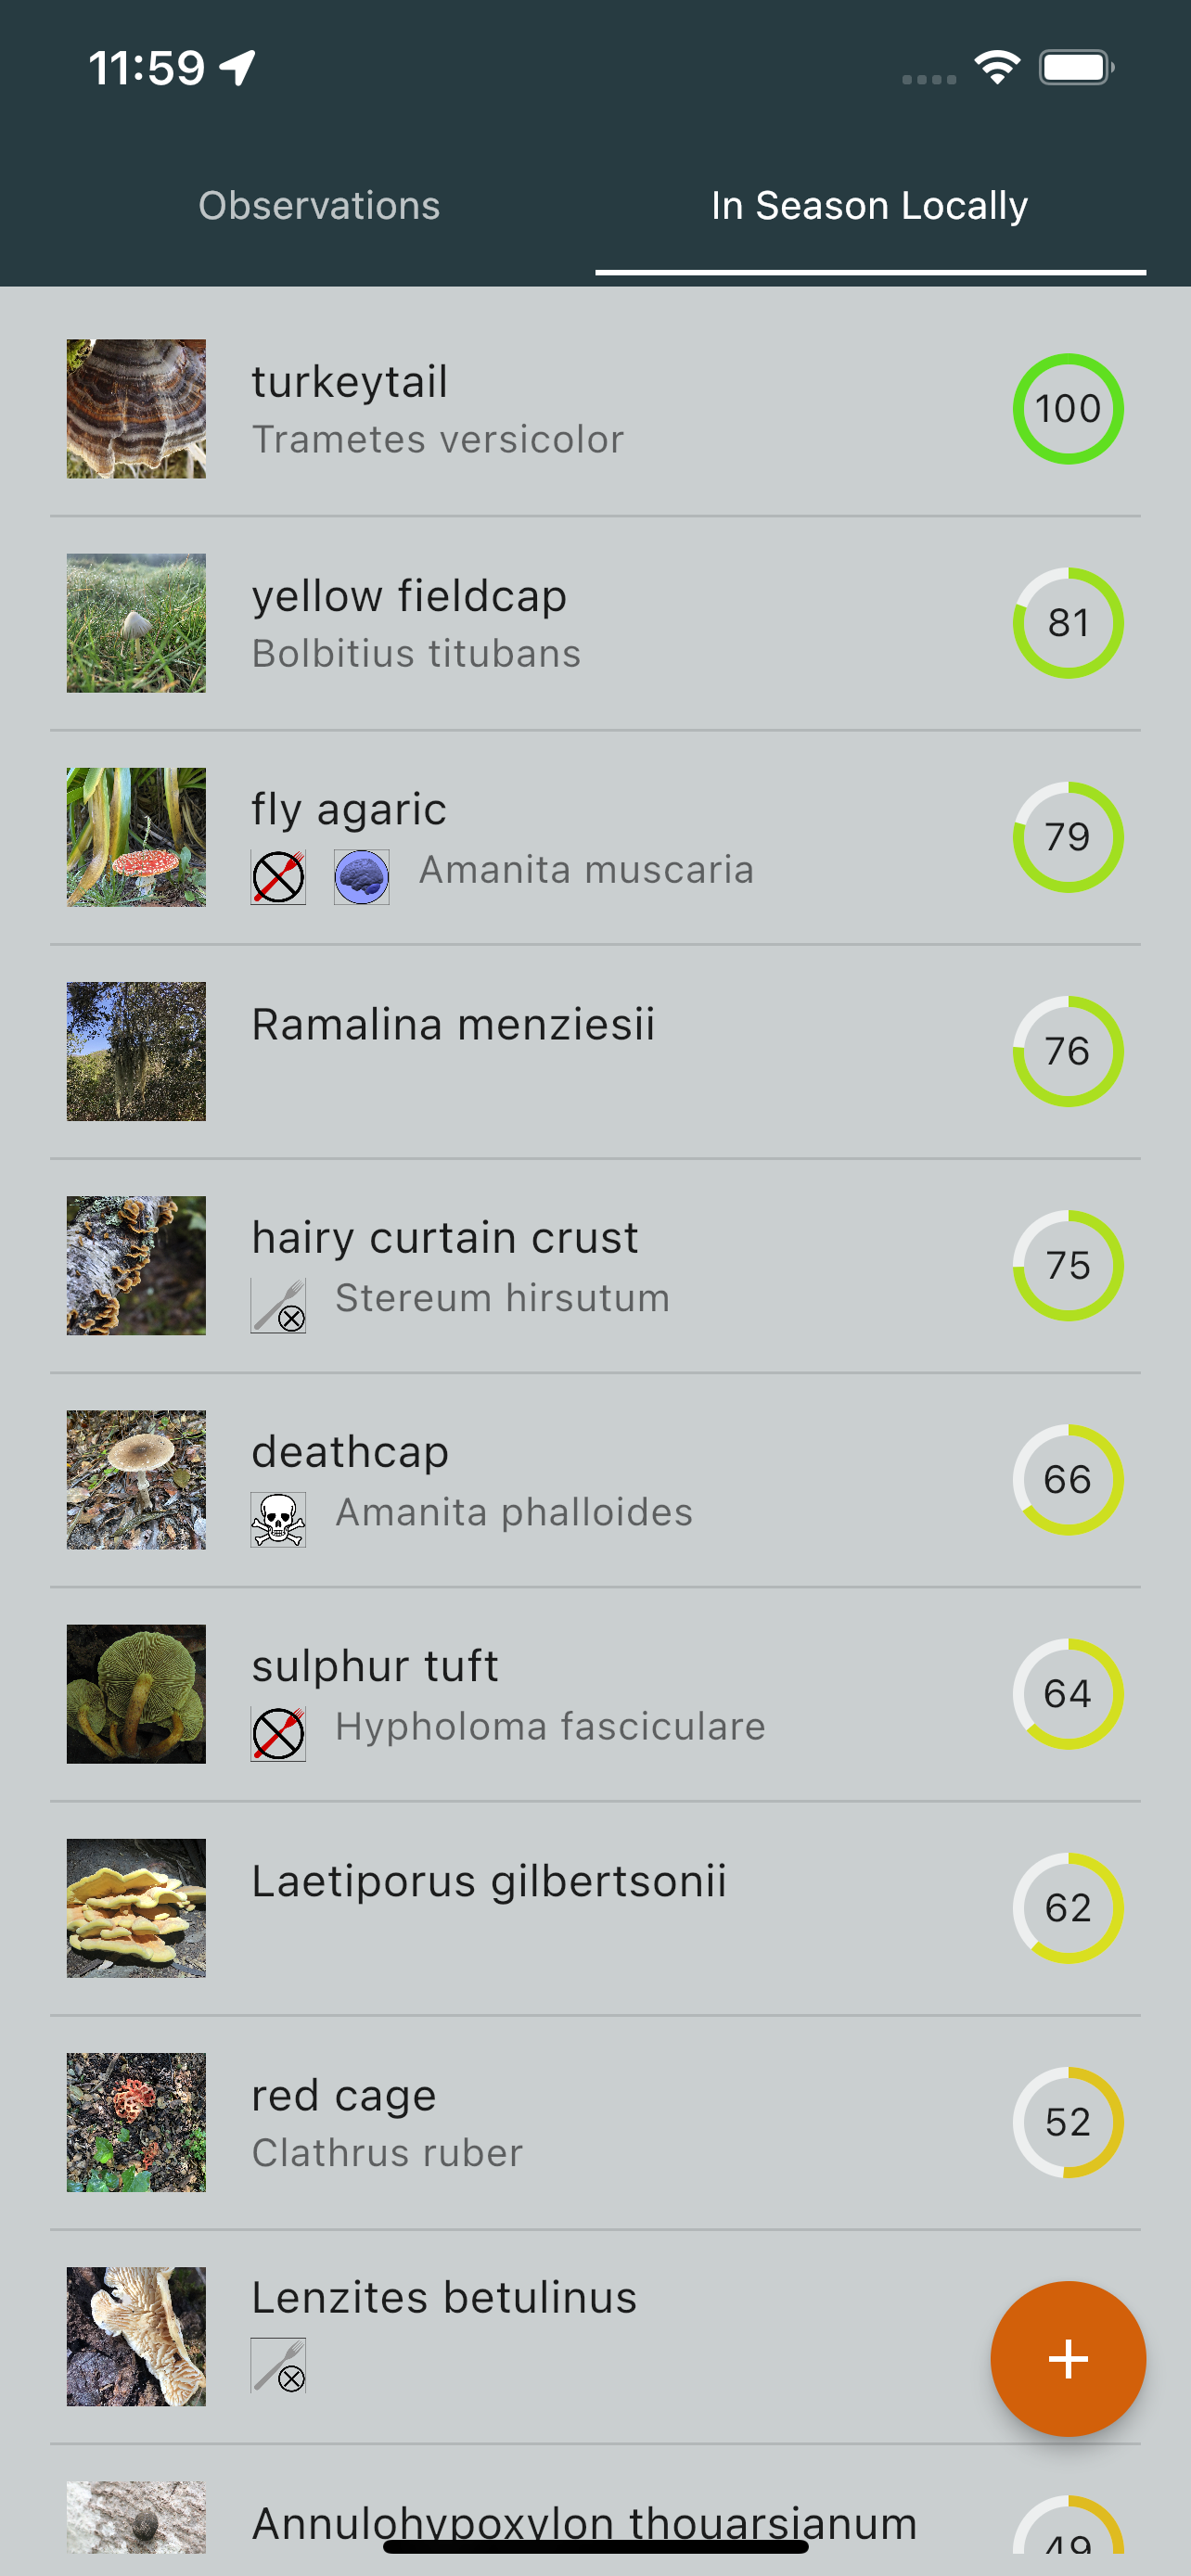 11:59
Observations
In Season Locally
turkeytail
Trametes versicolor
100
yellow fieldcap
Bolbitius titubans
81
fly agaric
Amanita muscaria
79
Ramalina menziesii
76
hairy curtain crust
Stereum hirsutum
75
deathcap
Amanita phalloides
66
sulphur tuft
Hypholoma fasciculare
64
Laetiporus gilbertsonii
62
red cage
Clathrus ruber
52
Lenzites betulinus
+
Annulohypoxylon thouarsianum
49